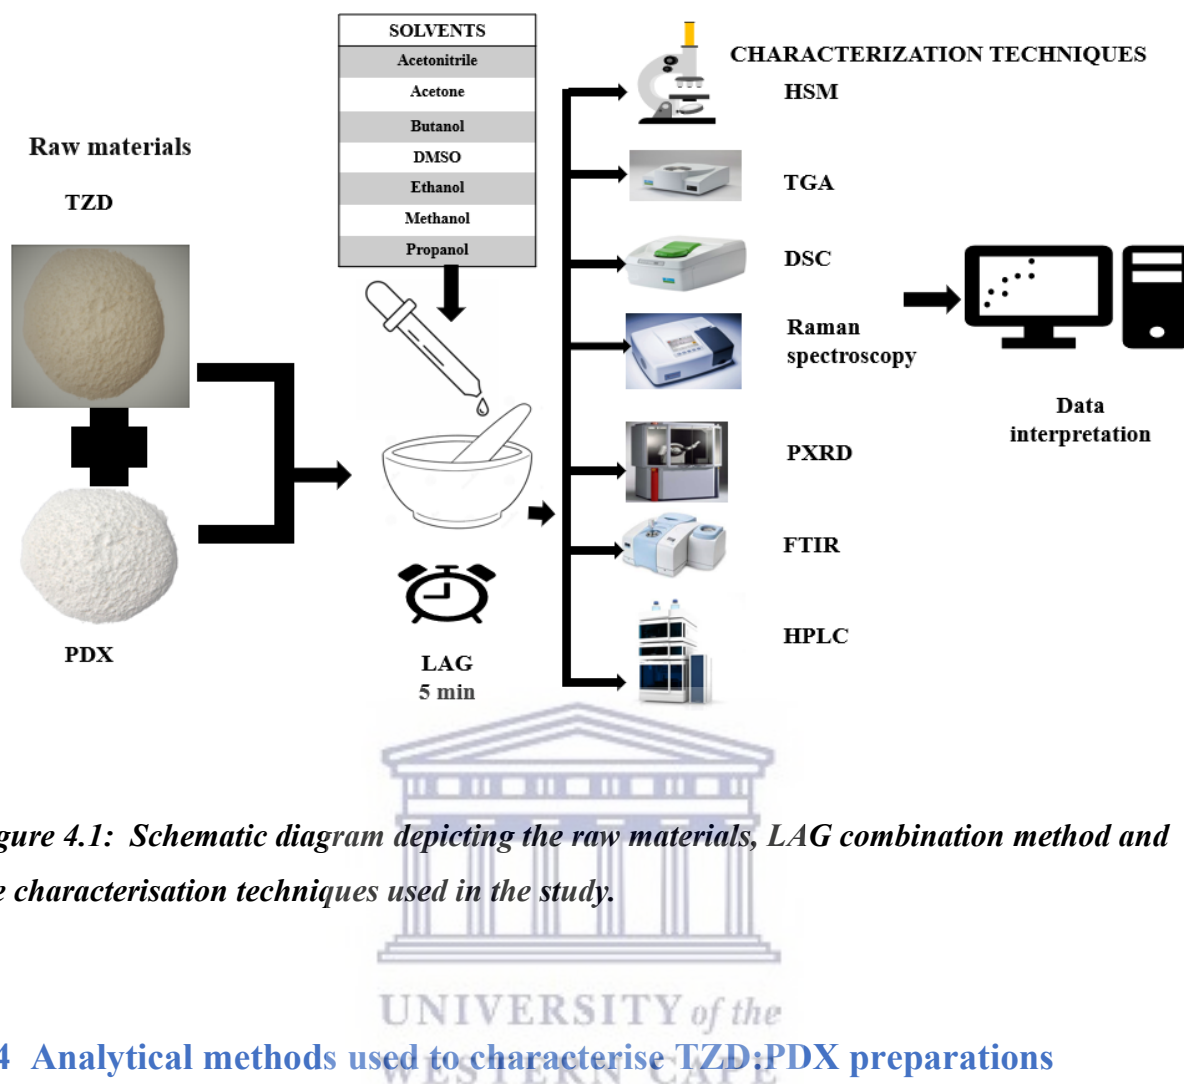 SOLVENTS
Acetonitrile
Acetone
Butanol
DMSO
Ethanol
Methanol
Propanol
Raw materials
TZD
PDX
LAG
5 min
CHARACTERIZATION TECHNIQUES
HSM
TGA
DSC
Raman
spectroscopy
PXRD
FTIR
HPLC
Data
interpretation
gure 4.1: Schematic diagram depicting the raw materials, LAG combination method and
e characterisation techniques used in the study.
UNIVERSITY of the
4 Analytical methods used to characterise TZD:PDX preparations
WESTERN CAPE